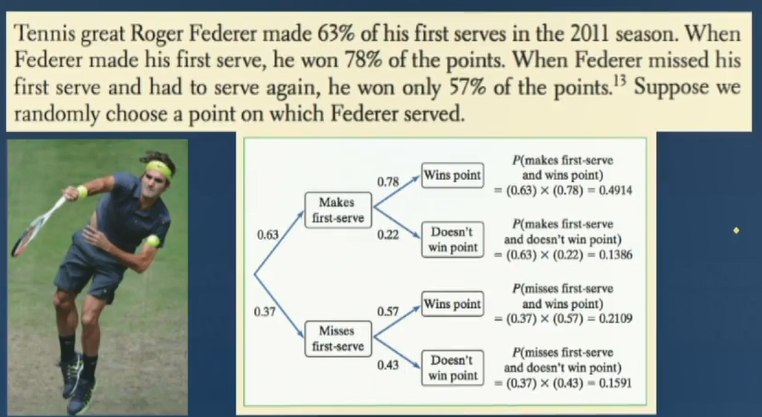 Tennis great Roger Federer made 63% of his first serves in the 2011 season. When
Federer made his first serve, he won 78% of the points. When Federer missed his
first serve and had to serve again, he won only 57% of the points.¹³ Suppose we
randomly choose a point on which Federer served.
0.63
0.37
Makes
first-serve
Misses
first-serve
0.78
0.22
0.57
0.43
Wins point
Doesn't
win point
Wins point
Doesn't
win point
P(makes first-serve
and wins point)
= (0.63) × (0.78) = 0.4914
P(makes first-serve
and doesn't win point)
= (0.63) × (0.22) = 0.1386
P(misses first-serve
and wins point)
= (0.37) × (0.57) = 0.2109
P(misses first-serve
and doesn't win point)
= (0.37) × (0.43) = 0.1591